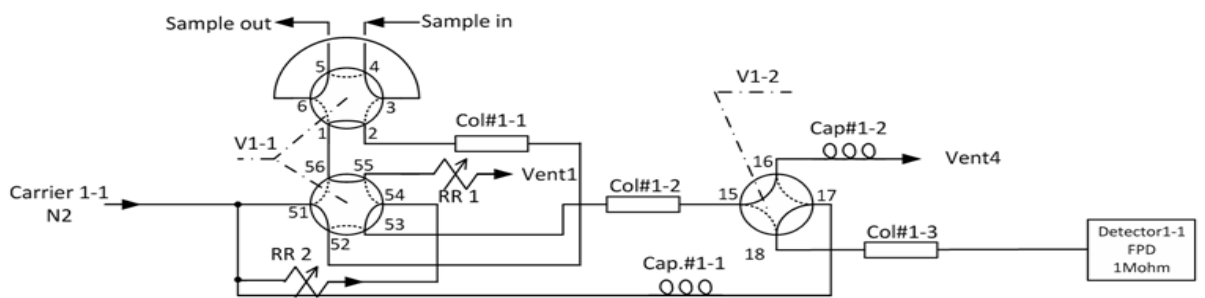 Sample out
Sample in
5
4
6
3
1
2
V1-1
Col#1-1
56
55
Vent1
RR 1
54
51
53
52
Carrier 1-1
N2
RR 2
Col#1-2
V1-2
Cap#1-2
Vent4
16
15
17
18
Col#1-3
Cap.#1-1
Detector1-1
FPD
1Mohm